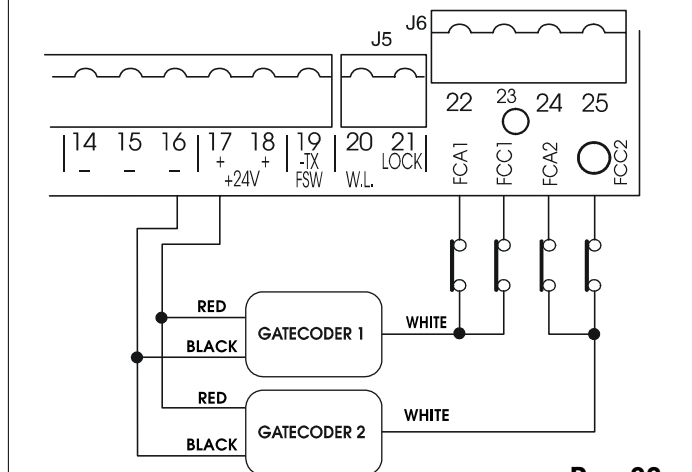 J6
J5
22 23 24 25
14 15 16 17 18 19 20 21
- - - + + -TX LOCK
+24V FSW W.L.
FCA1 FCC1 FCA2 FCC2
RED
GATECODER 1
WHITE
BLACK
RED
GATECODER 2
WHITE
BLACK